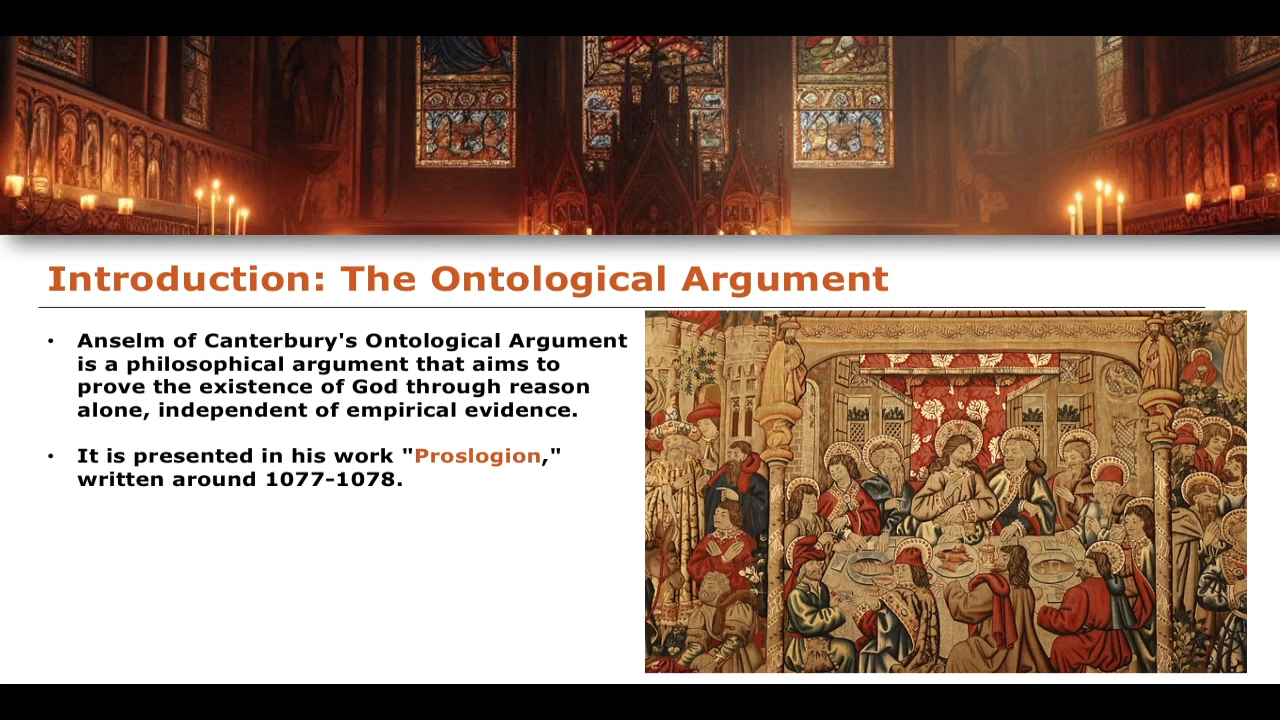 Introduction: The Ontological Argument
• Anselm of Canterbury's Ontological Argument
is a philosophical argument that aims to
prove the existence of God through reason
alone, independent of empirical evidence.
• It is presented in his work "Proslogion,"
written around 1077-1078.